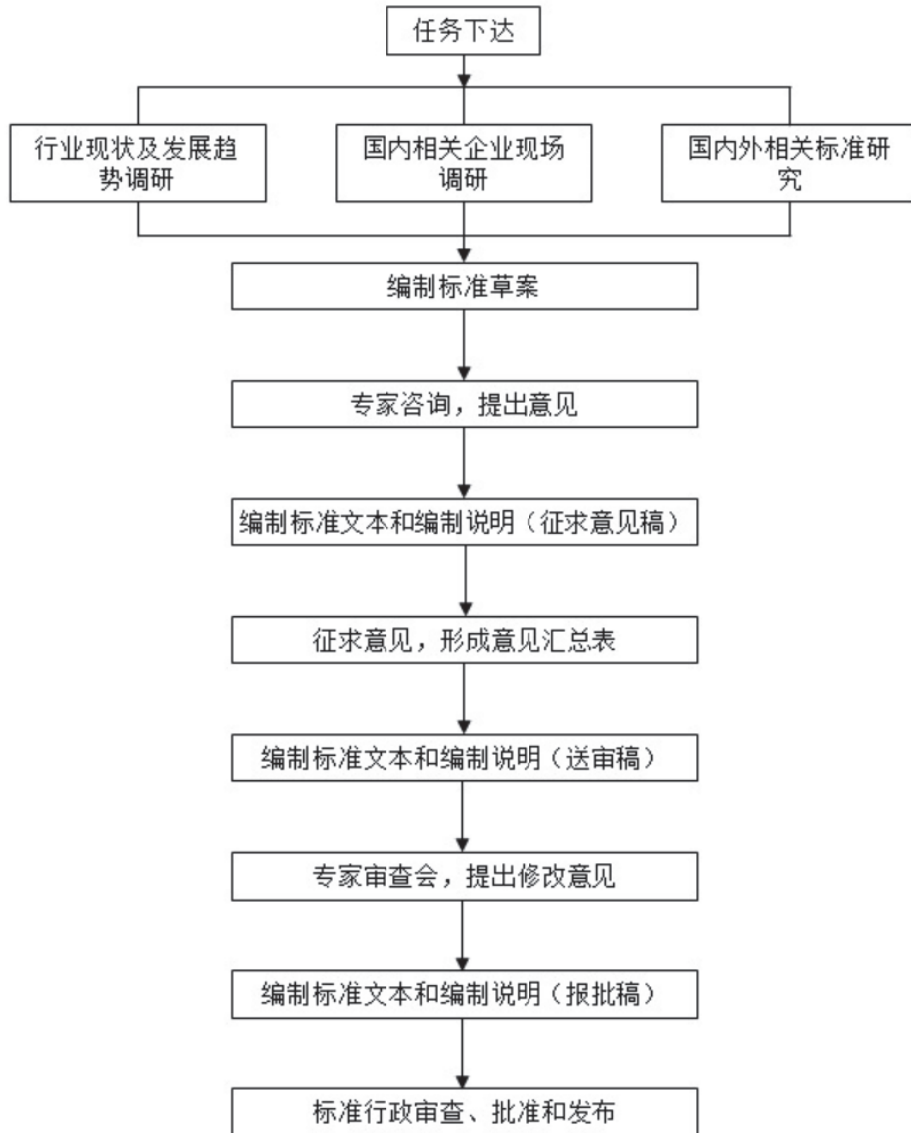 任务下达
行业现状及发展趋
势调研
国内相关企业现场
调研
国内外相关标准研
究
编制标准草案
专家咨询，提出意见
编制标准文本和编制说明（征求意见稿）
征求意见，形成意见汇总表
编制标准文本和编制说明（送审稿）
专家审查会，提出修改意见
编制标准文本和编制说明（报批稿）
标准行政审查、批准和发布